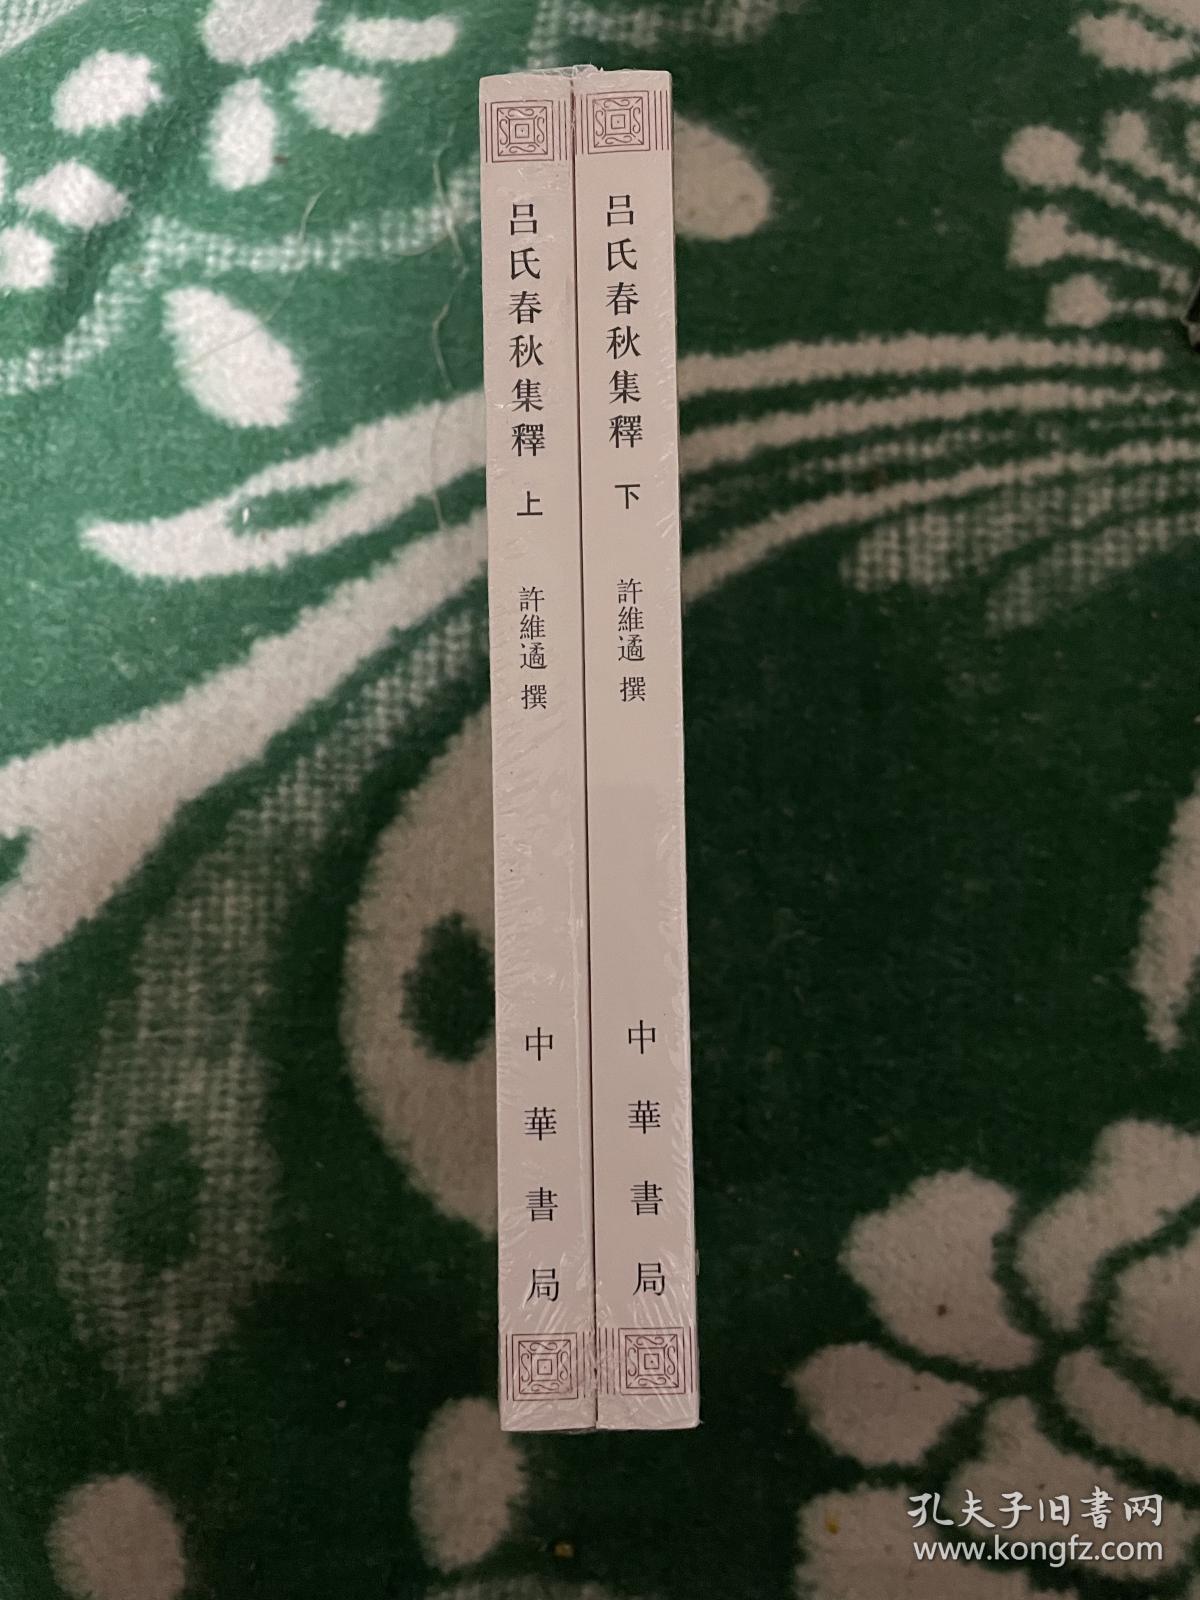 呂氏春秋集釋 上 許維遹 撰 中華書局
呂氏春秋集釋 下 許維遹 撰 中華書局
孔夫子旧書网
www.kongfz.com